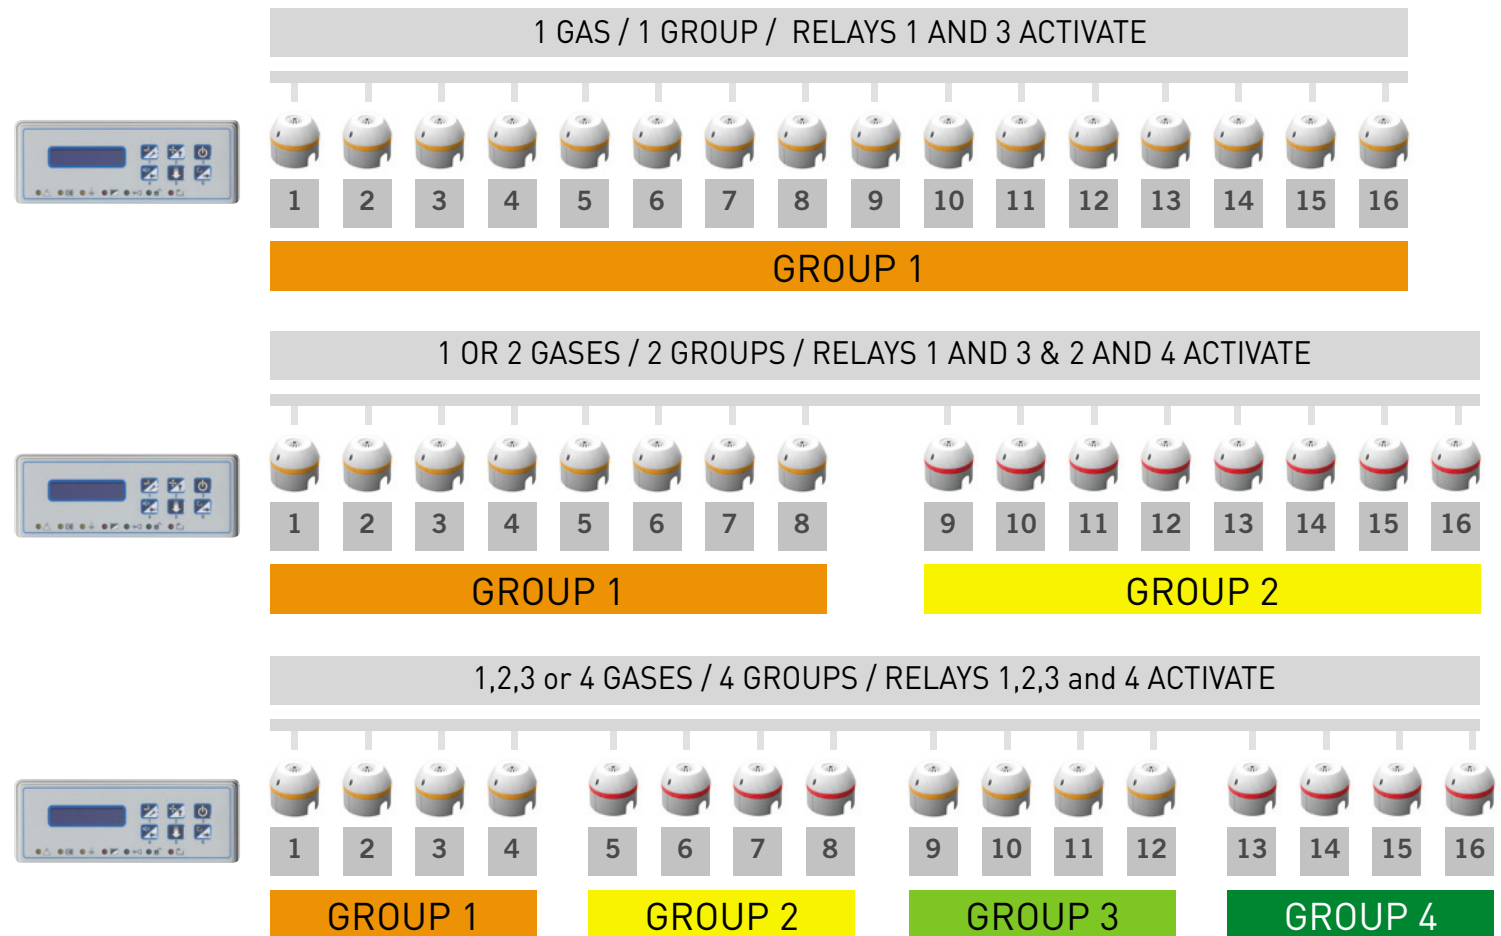 1 GAS / 1 GROUP / RELAYS 1 AND 3 ACTIVATE
1 2 3 4 5 6 7 8 9 10 11 12 13 14 15 16
GROUP 1
1 OR 2 GASES / 2 GROUPS / RELAYS 1 AND 3 & 2 AND 4 ACTIVATE
1 2 3 4 5 6 7 8 9 10 11 12 13 14 15 16
GROUP 1 GROUP 2
1,2,3 or 4 GASES / 4 GROUPS / RELAYS 1,2,3 and 4 ACTIVATE
1 2 3 4 5 6 7 8 9 10 11 12 13 14 15 16
GROUP 1 GROUP 2 GROUP 3 GROUP 4